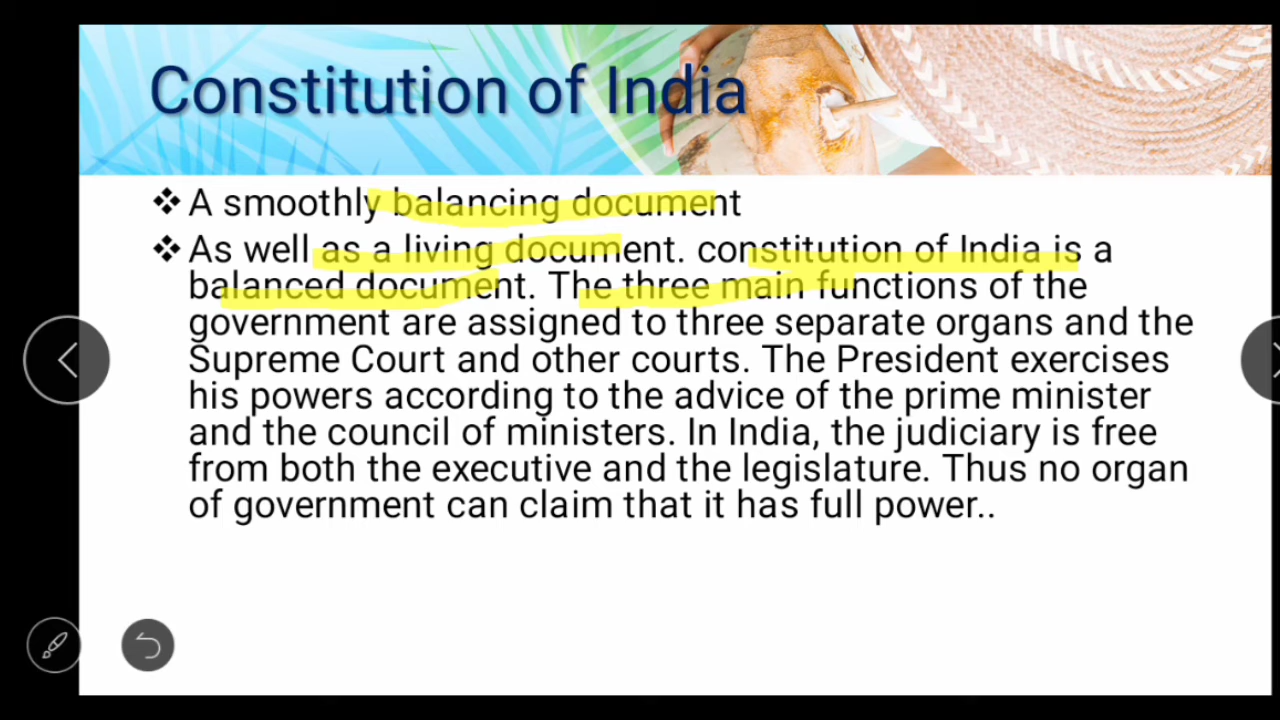 Constitution of India
❖ A smoothly balancing document
❖ As well as a living document. constitution of India is a
balanced document. The three main functions of the
government are assigned to three separate organs and the
Supreme Court and other courts. The President exercises
his powers according to the advice of the prime minister
and the council of ministers. In India, the judiciary is free
from both the executive and the legislature. Thus no organ
of government can claim that it has full power..